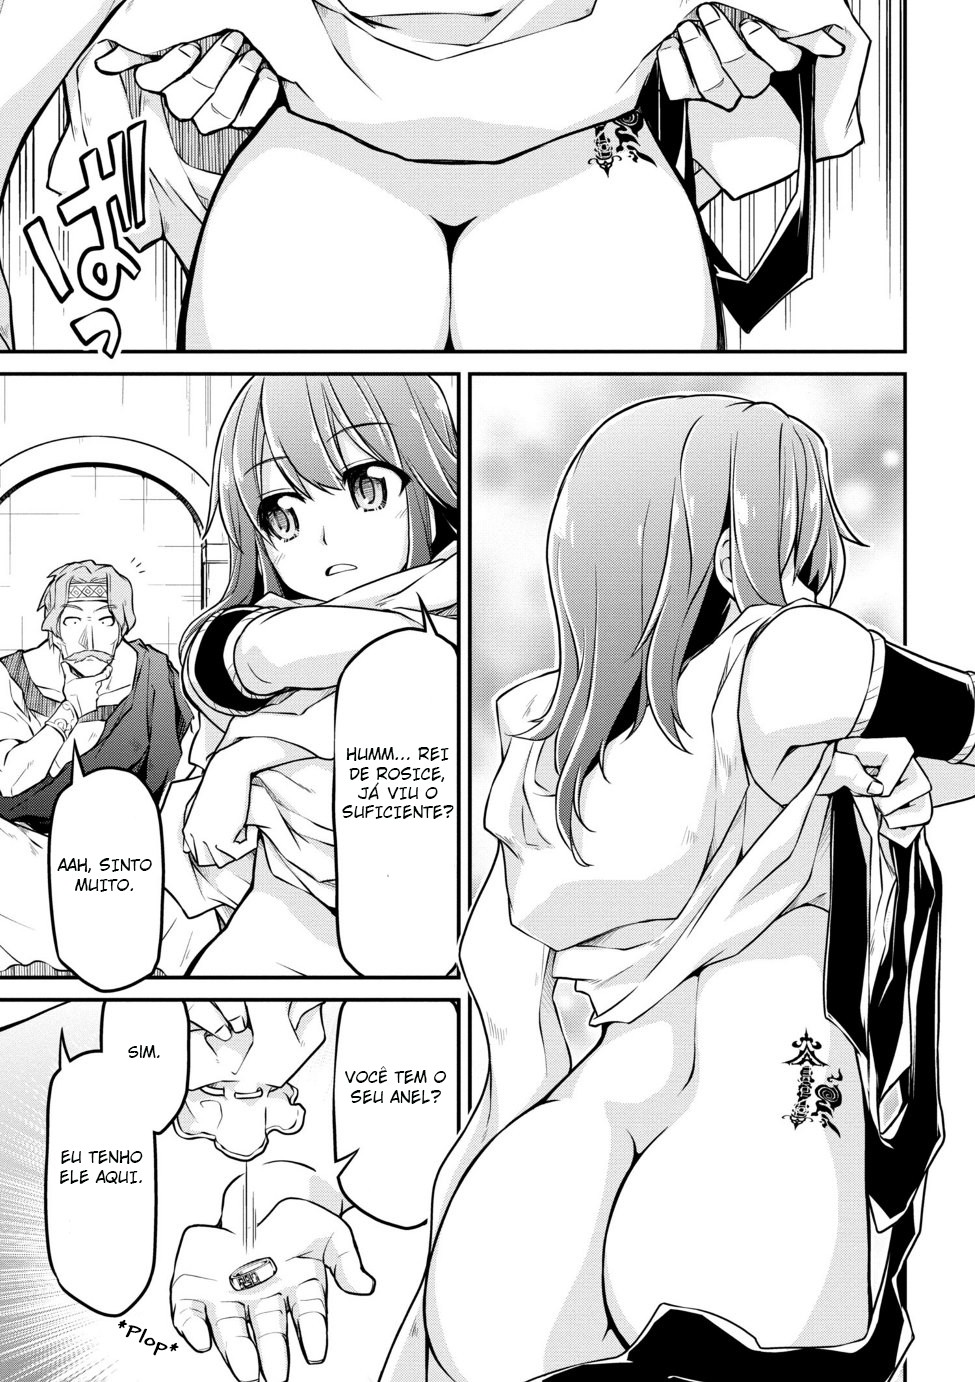 ばっ
HUMM... REI
DE ROSICE,
JÁ VIU O
SUFICIENTE?
AAH, SINTO
MUITO.
VOCÊ TEM O
SEU ANEL?
SIM.
EU TENHO
ELE AQUI.
*Plop*